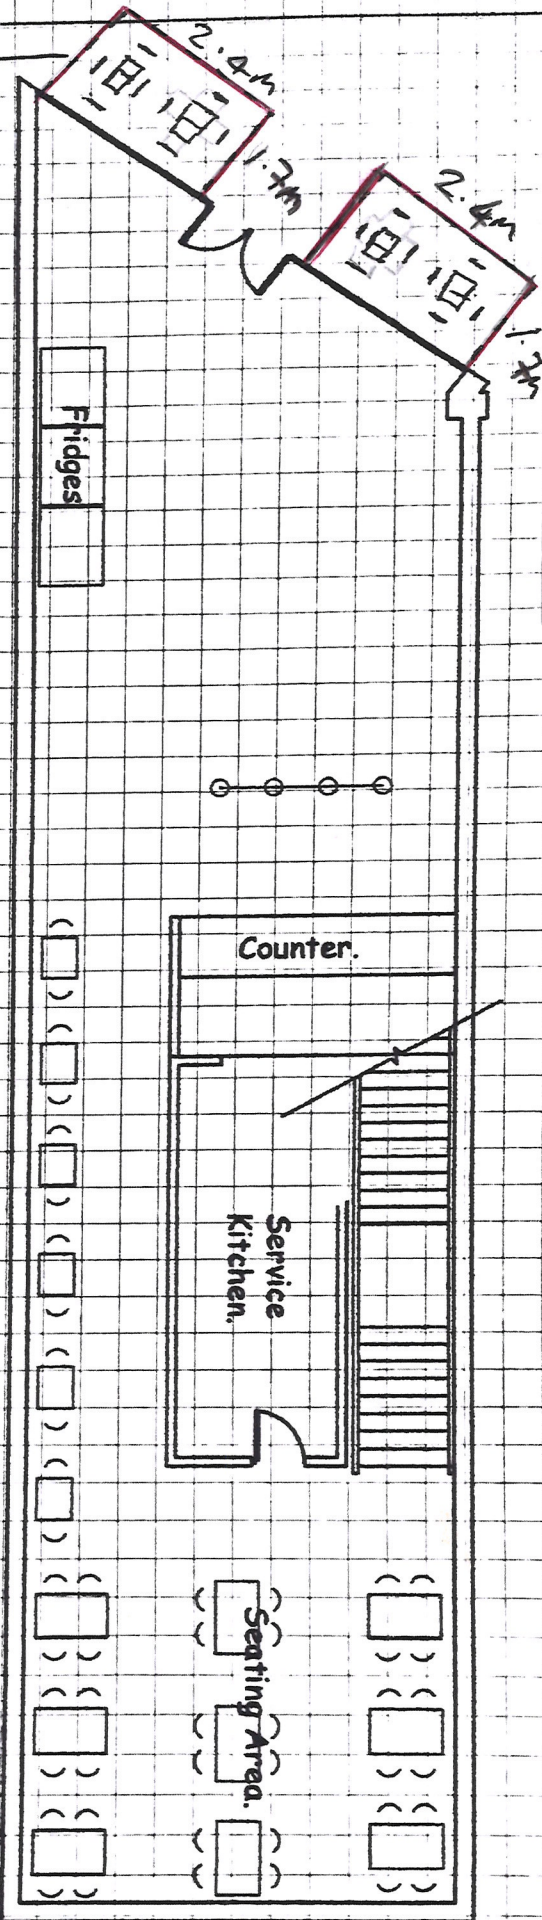 2.4m
1.7m
2.4m
1.7m
Fridges
Counter.
Service
Kitchen.
Seating Area.